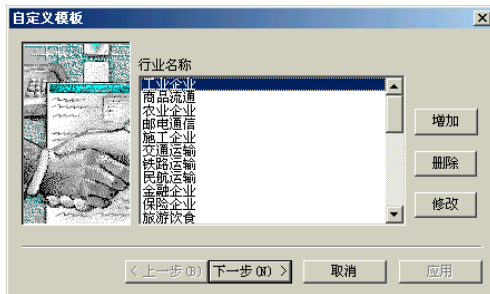 自定义模板
行业名称
工业企业
商品流通
农业企业
邮电通信
施工企业
交通运输
铁路运输
民航运输
金融企业
保险企业
旅游饮食
增加
删除
修改
< 上一步(B)
下一步(N) >
取消
应用